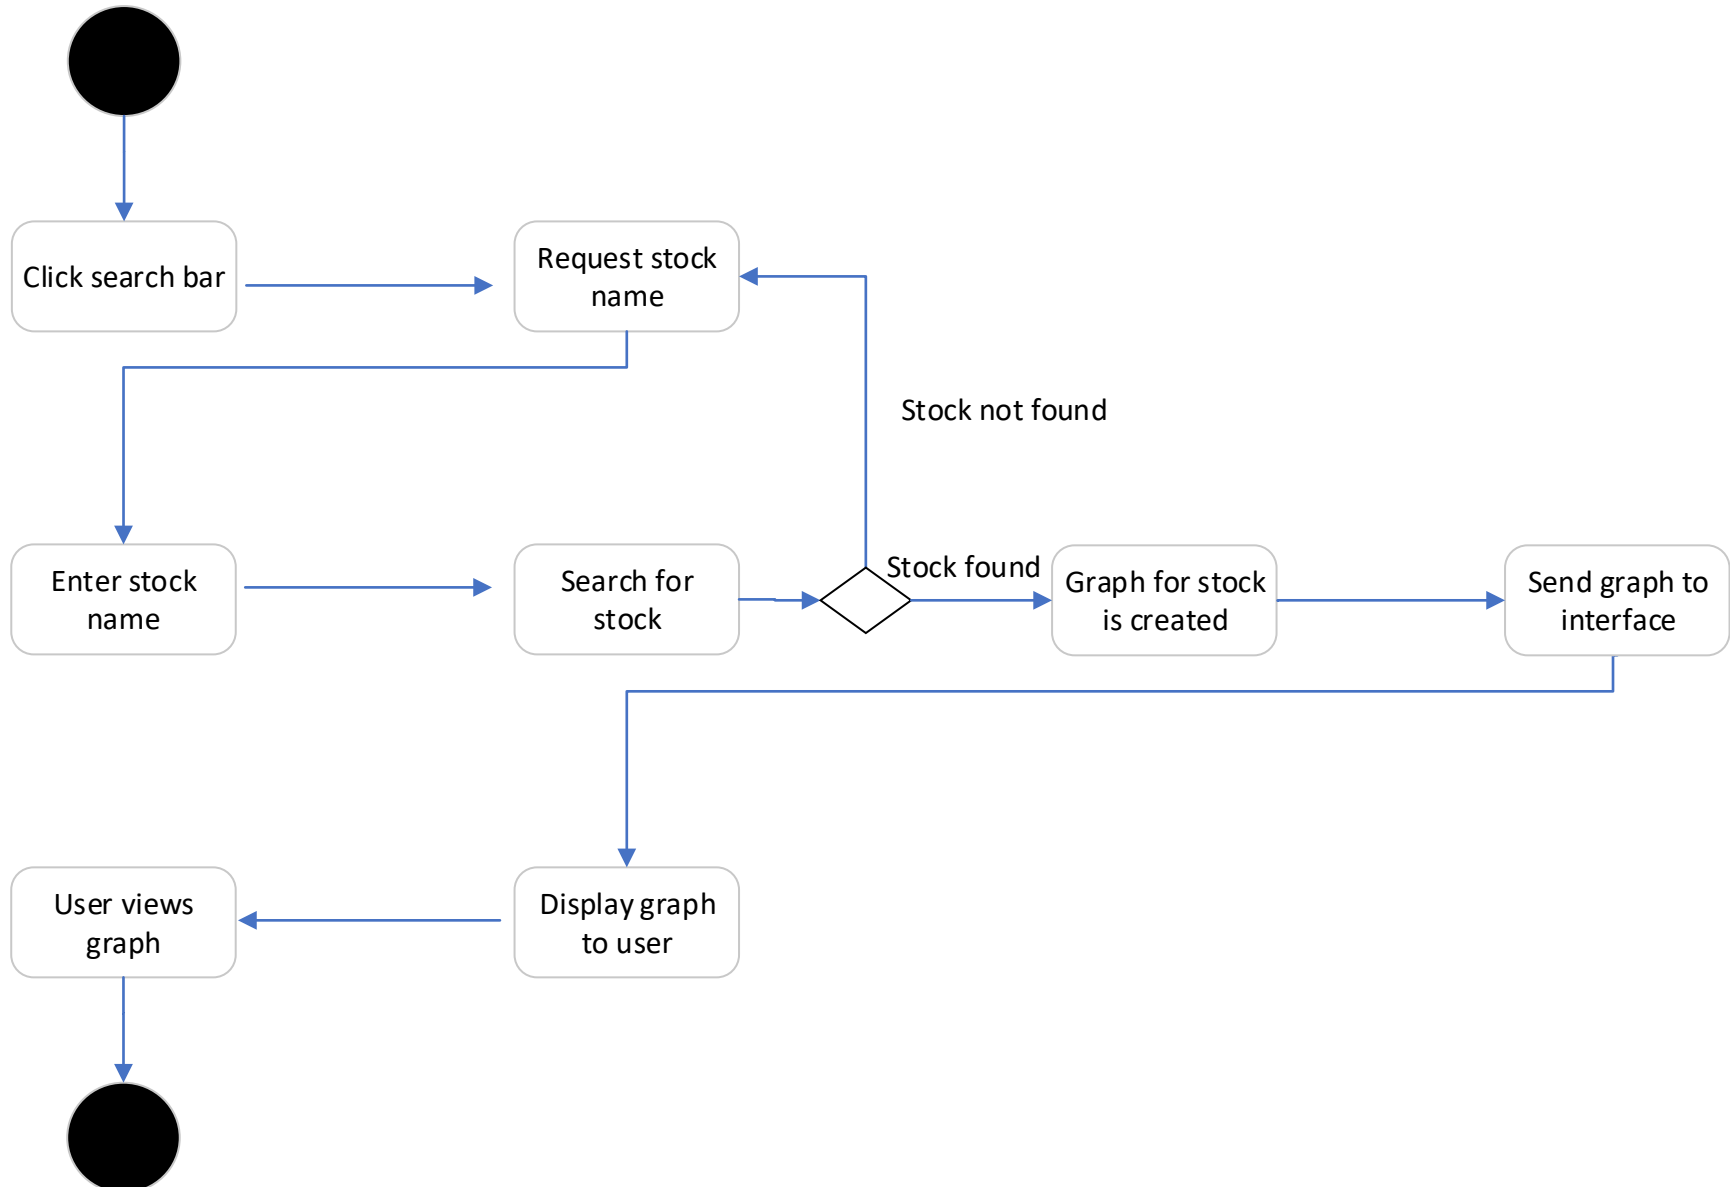 Click search bar
Request stock
name
Stock not found
Enter stock
name
Search for
stock
Stock found
Graph for stock
is created
Send graph to
interface
User views
graph
Display graph
to user